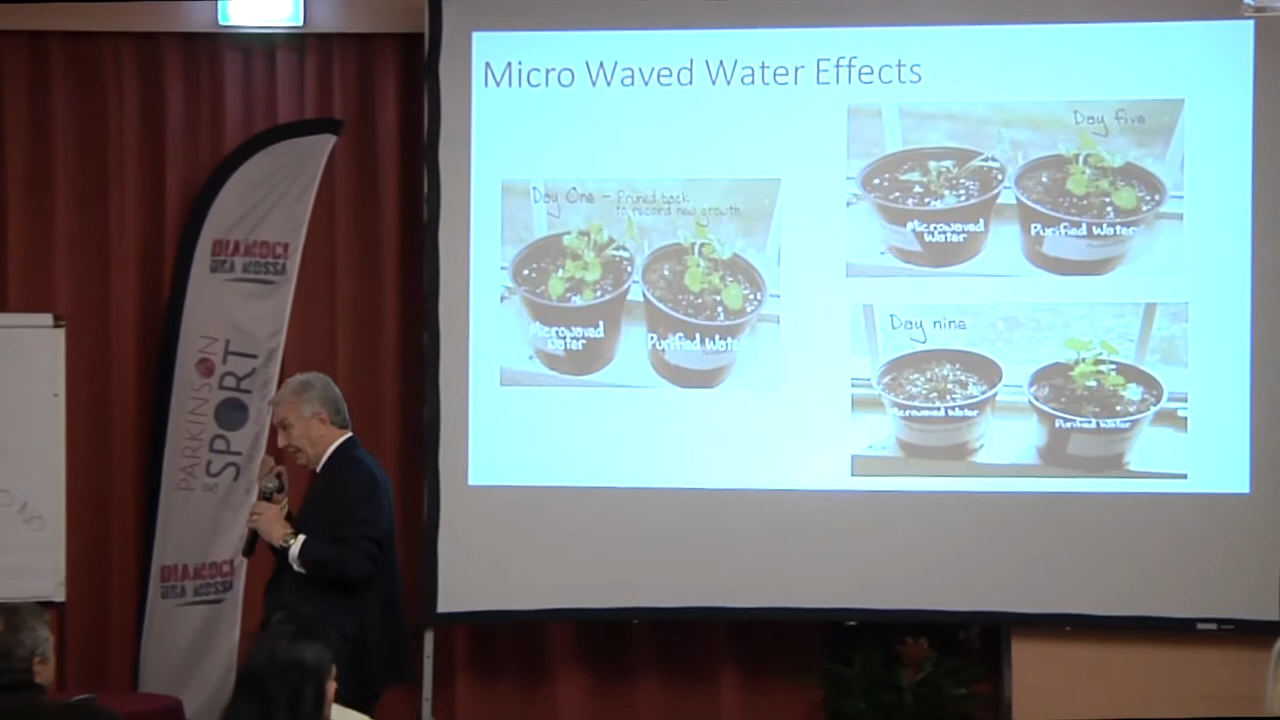 Micro Waved Water Effects
Day One - Pruned back
to record new growth
Microwaved
Water
Purified Water
Day five
Microwaved
Water
Purified Water
Day nine
Microwaved Water
Purified Water
DIAMOCI
UNA MOSSA
PARKINSON
& SPORT
DIAMOCI
UNA MOSSA